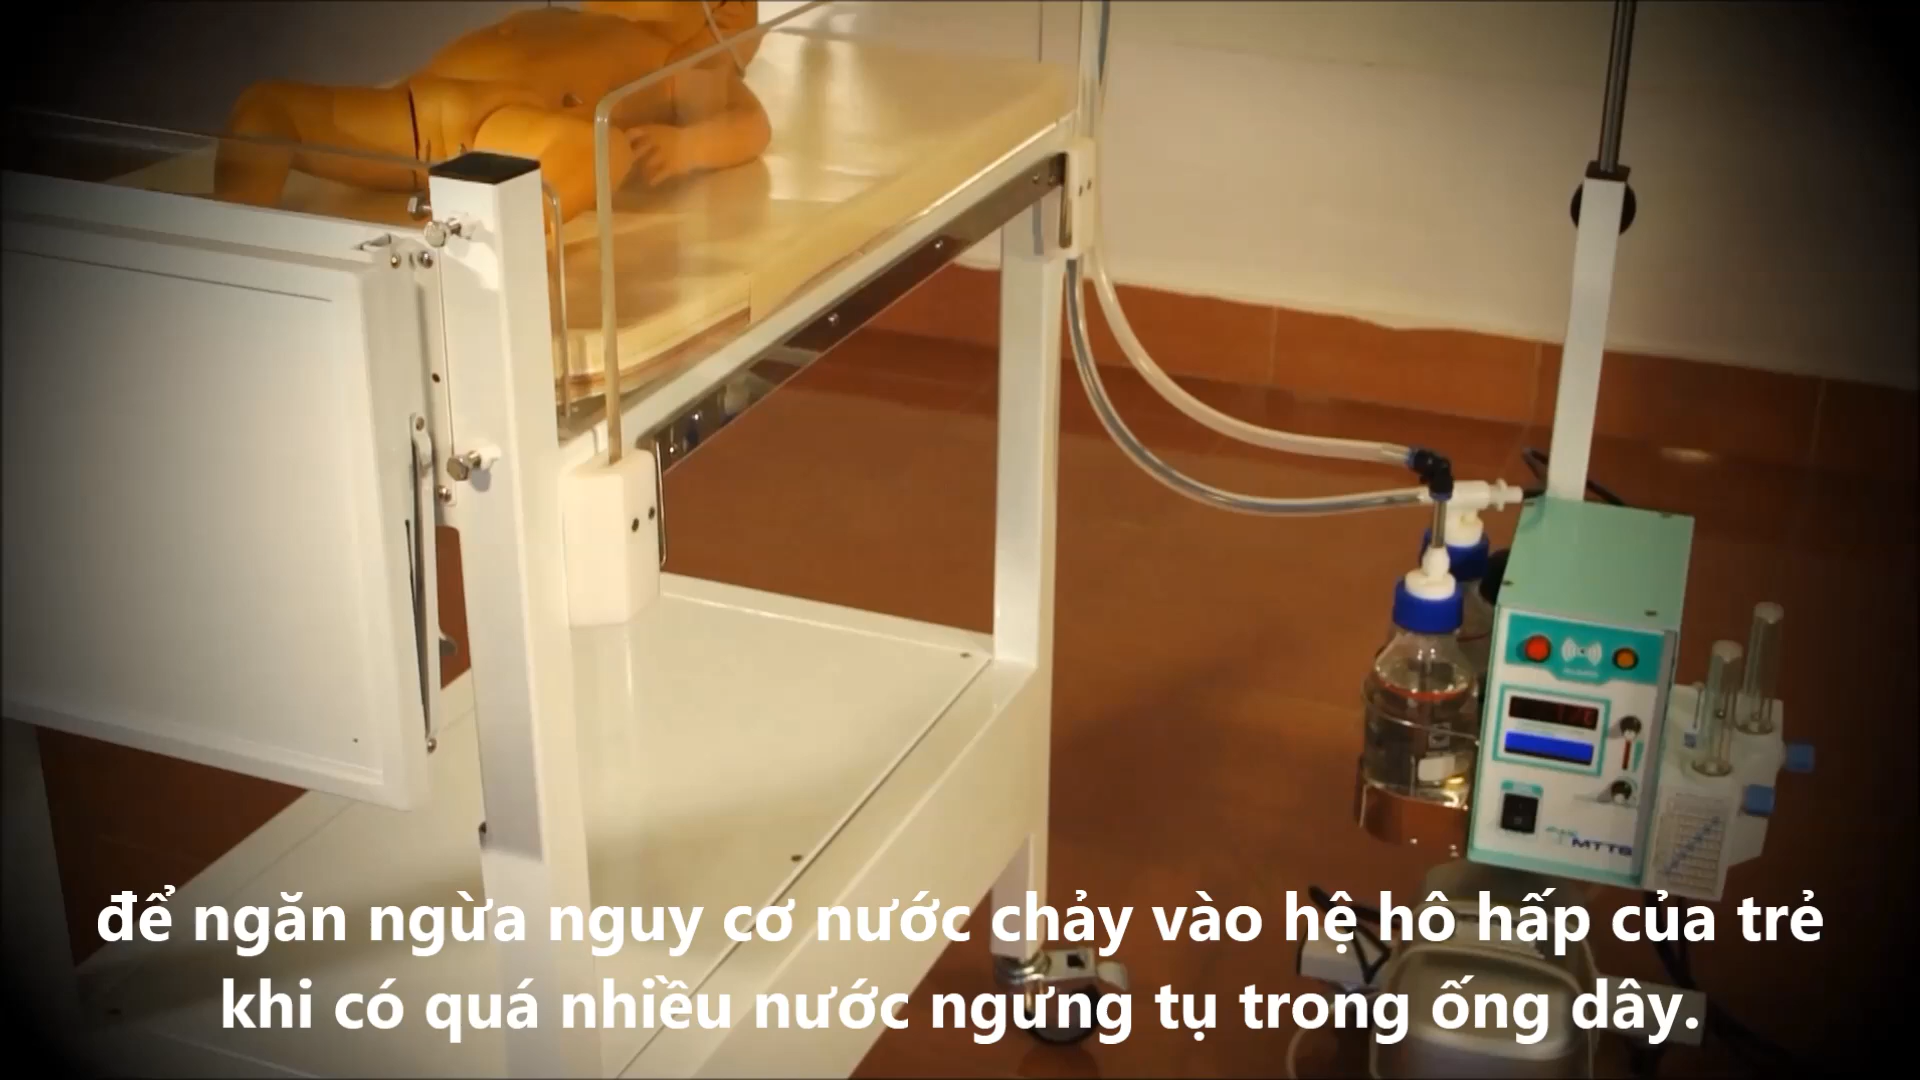 để ngăn ngừa nguy cơ nước chảy vào hệ hô hấp của trẻ
khi có quá nhiều nước ngưng tụ trong ống dây.
MTTS